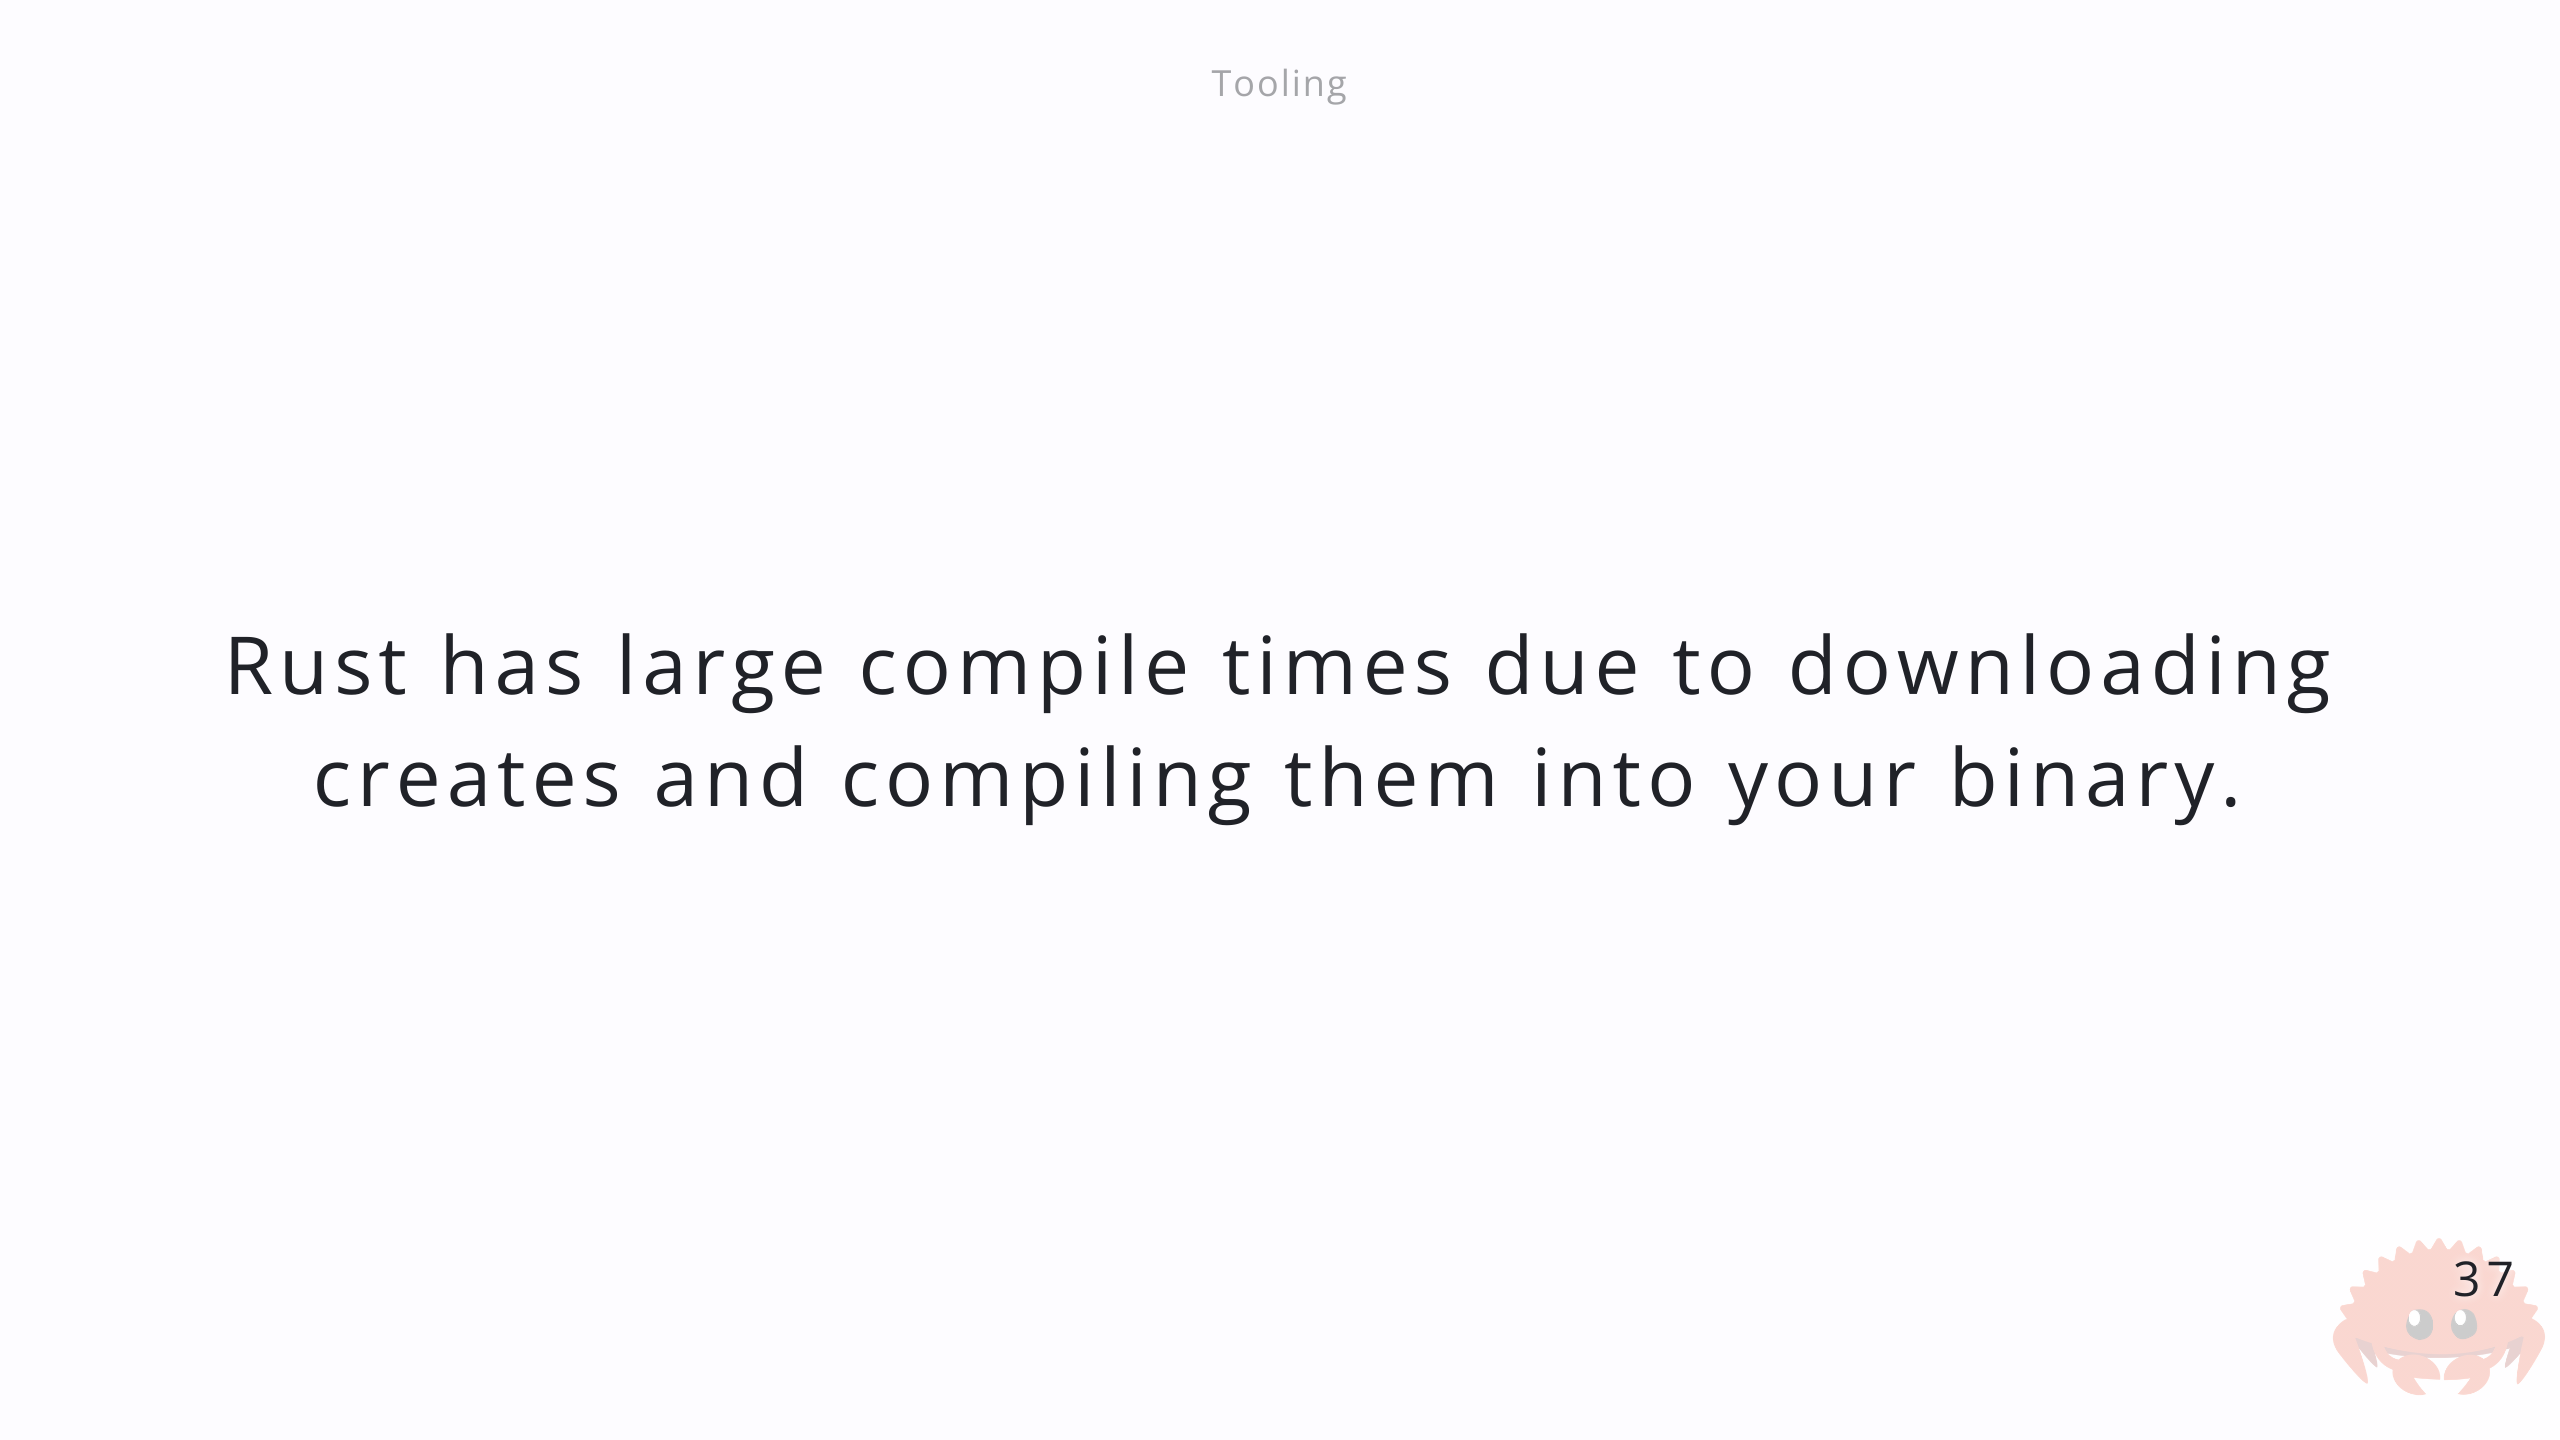 Tooling
Rust has large compile times due to downloading
creates and compiling them into your binary.
37